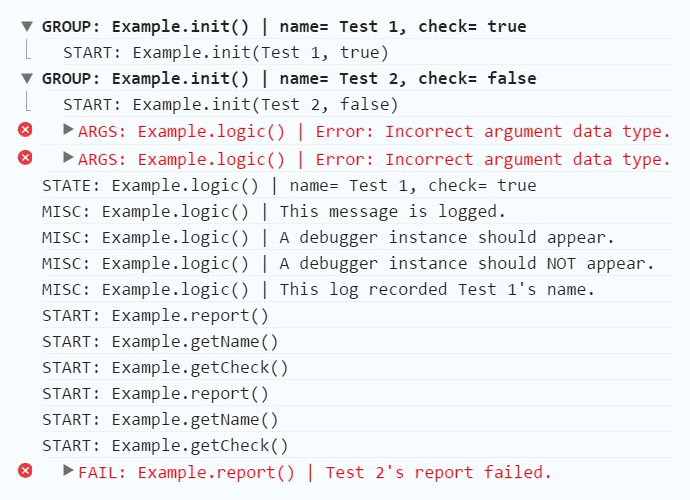 GROUP: Example.init() | name= Test 1, check= true
START: Example.init(Test 1, true)
GROUP: Example.init() | name= Test 2, check= false
START: Example.init(Test 2, false)
ARGS: Example.logic() | Error: Incorrect argument data type.
ARGS: Example.logic() | Error: Incorrect argument data type.
STATE: Example.logic() | name= Test 1, check= true
MISC: Example.logic() | This message is logged.
MISC: Example.logic() | A debugger instance should appear.
MISC: Example.logic() | A debugger instance should NOT appear.
MISC: Example.logic() | This log recorded Test 1's name.
START: Example.report()
START: Example.getName()
START: Example.getCheck()
START: Example.report()
START: Example.getName()
START: Example.getCheck()
FAIL: Example.report() | Test 2's report failed.